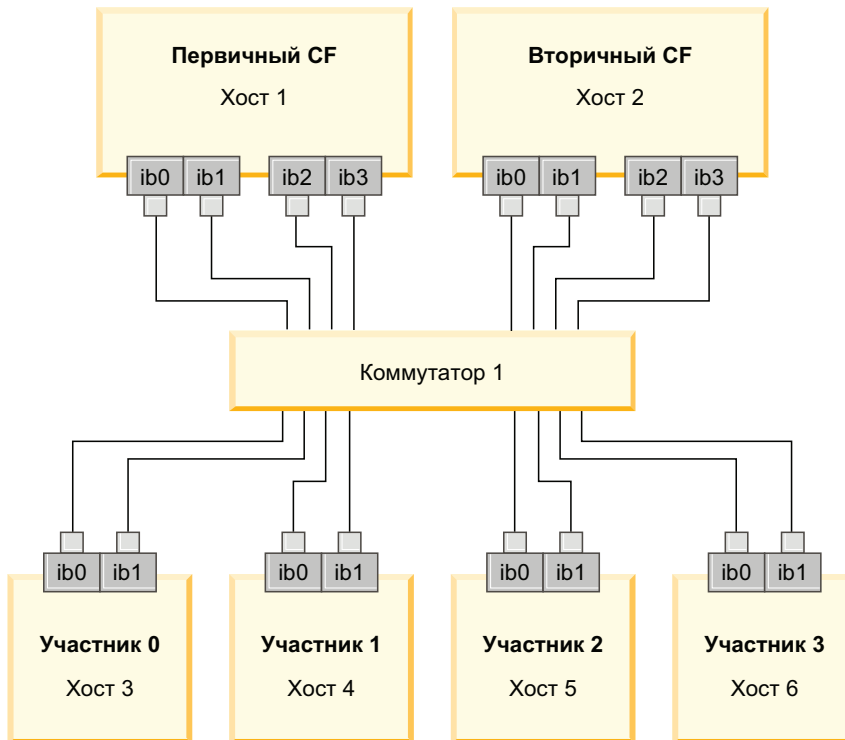 Первичный CF
Хост 1
ib0 ib1 ib2 ib3
Вторичный CF
Хост 2
ib0 ib1 ib2 ib3
Коммутатор 1
ib0 ib1
Участник 0
Хост 3
ib0 ib1
Участник 1
Хост 4
ib0 ib1
Участник 2
Хост 5
ib0 ib1
Участник 3
Хост 6